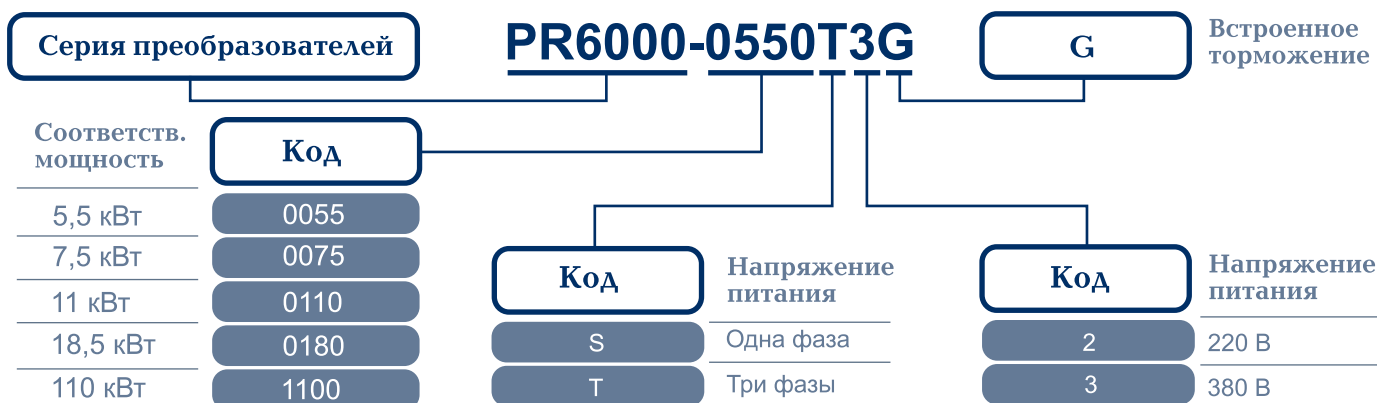 Серия преобразователей
PR6000-0550T3G
G
Встроенное
торможение
Соответств.
мощность
Код
5,5 кВт
0055
7,5 кВт
0075
11 кВт
0110
18,5 кВт
0180
110 кВт
1100
Код
Напряжение
питания
S
Одна фаза
T
Три фазы
Код
Напряжение
питания
2
220 В
3
380 В